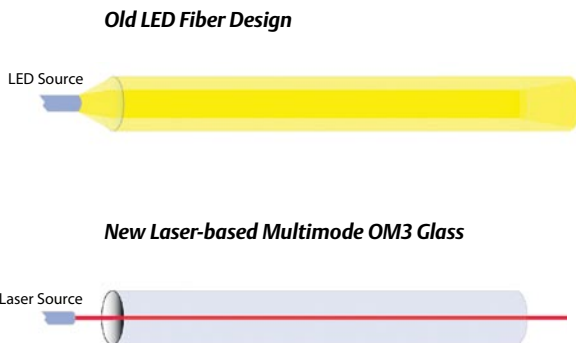 Old LED Fiber Design
LED Source
New Laser-based Multimode OM3 Glass
Laser Source